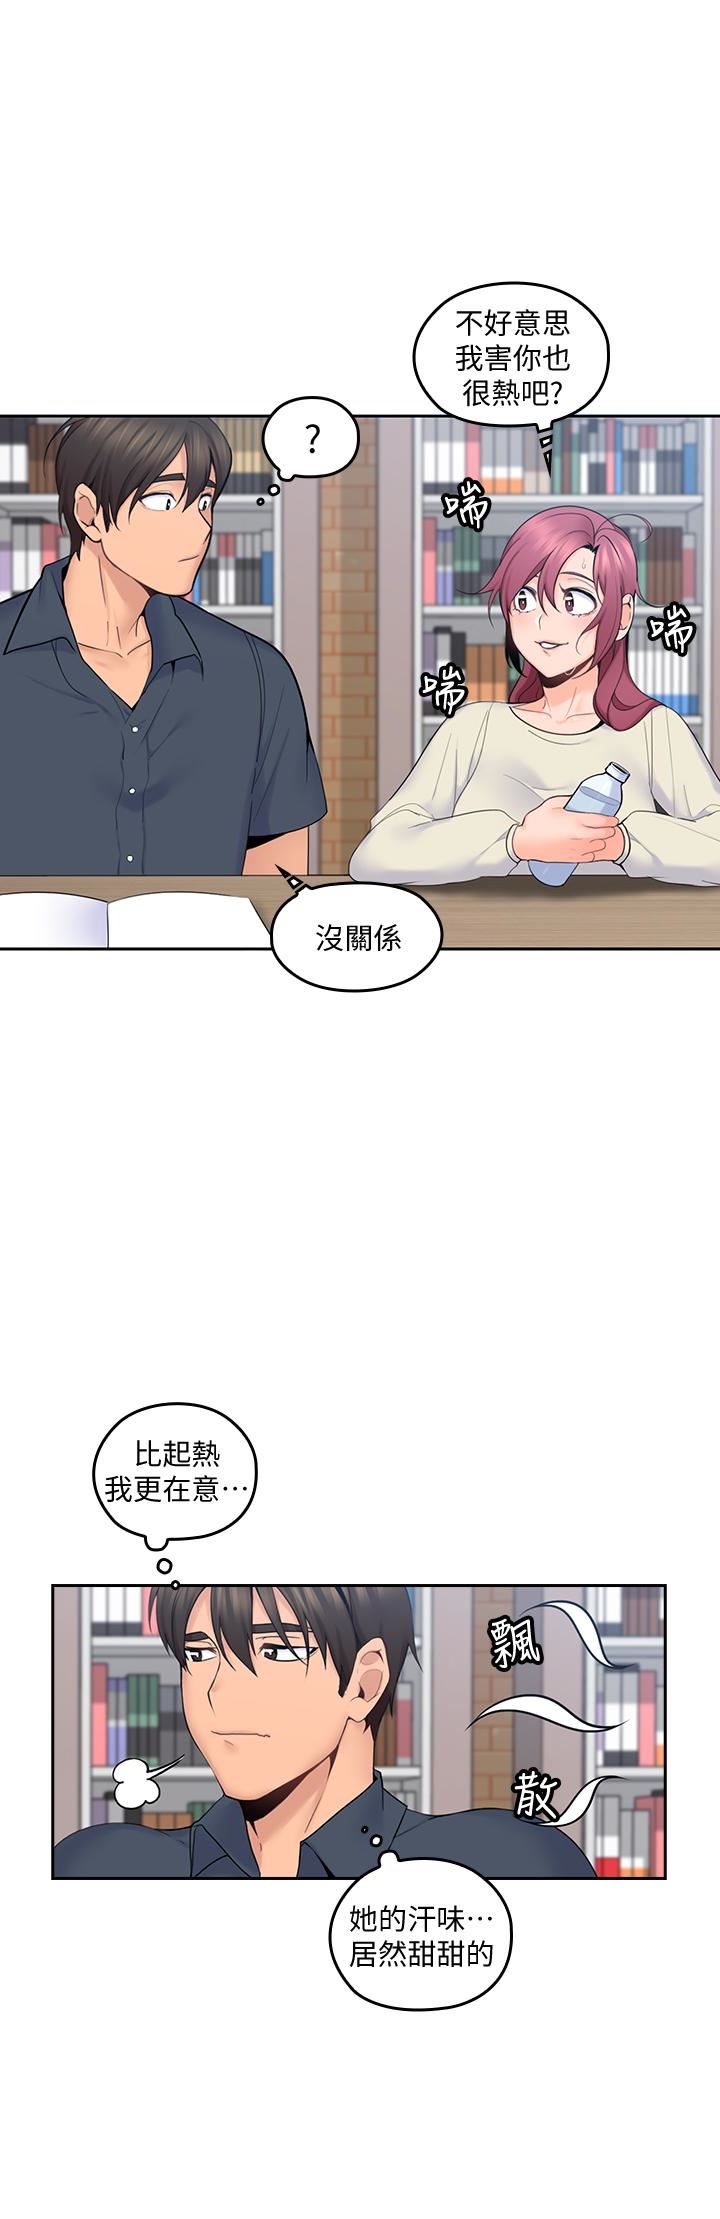 不好意思
我害你也
很熱吧?
?
喘
喘
喘
沒關係
比起熱
我更在意…
飄
散
她的汗味…
居然甜甜的